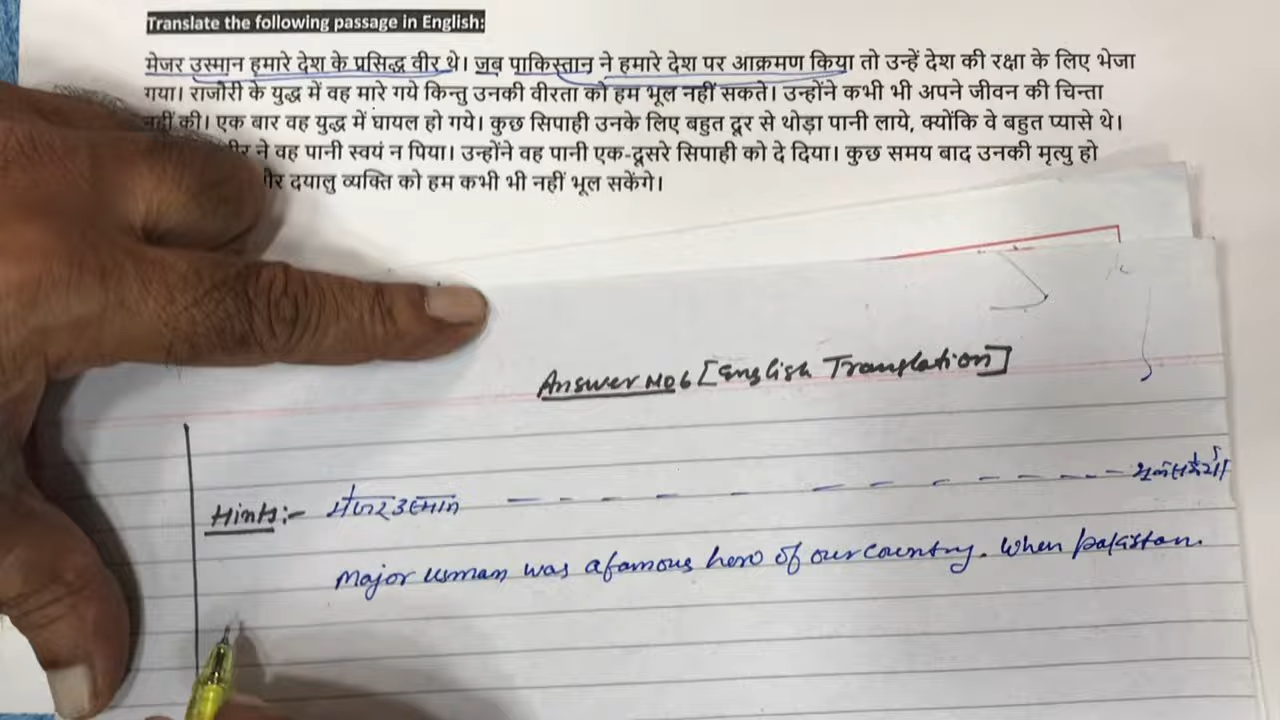 Translate the following passage in English:
मेजर उस्मान हमारे देश के प्रसिद्ध वीर थे। जब पाकिस्तान ने हमारे देश पर आक्रमण किया तो उन्हें देश की रक्षा के लिए भेजा
गया। राजौरी के युद्ध में वह मारे गये किन्तु उनकी वीरता को हम भूल नहीं सकते। उन्होंने कभी भी अपने जीवन की चिन्ता
नहीं की। एक बार वह युद्ध में घायल हो गये। कुछ सिपाही उनके लिए बहुत दूर से थोड़ा पानी लाये, क्योंकि वे बहुत प्यासे थे।
ने वह पानी स्वयं न पिया। उन्होंने वह पानी एक-दूसरे सिपाही को दे दिया। कुछ समय बाद उनकी मृत्यु हो
दयालु व्यक्ति को हम कभी भी नहीं भूल सकेंगे।
Answer No 6 [English Translation]
Hints:- मेजर उस्मान - - - - - - - - - - -
Major usman was a famous hero of our country. When pakistan